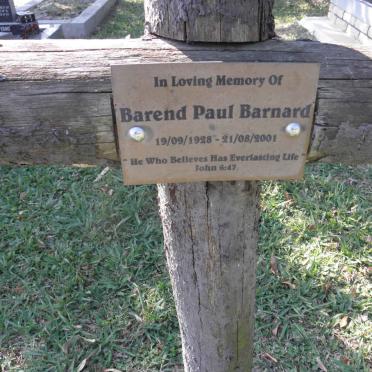 In Loving Memory Of
Barend Paul Barnard
19/09/1928 - 21/08/2001
" He Who Believes Has Everlasting Life "
John 6:47